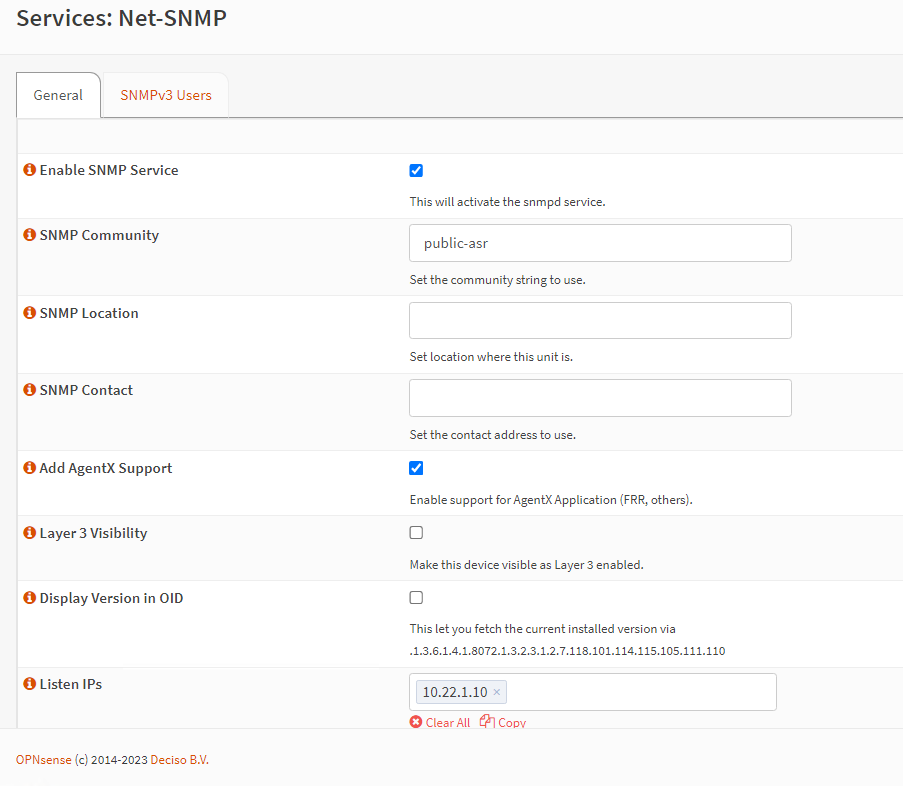 Services: Net-SNMP
General
SNMPv3 Users
Enable SNMP Service
This will activate the snmpd service.
SNMP Community
public-asr
Set the community string to use.
SNMP Location
Set location where this unit is.
SNMP Contact
Set the contact address to use.
Add AgentX Support
Enable support for AgentX Application (FRR, others).
Layer 3 Visibility
Make this device visible as Layer 3 enabled.
Display Version in OID
This let you fetch the current installed version via
.1.3.6.1.4.1.8072.1.3.2.3.1.2.7.118.101.114.115.105.111.110
Listen IPs
10.22.1.10 ×
Clear All Copy
OPNsense (c) 2014-2023 Deciso B.V.